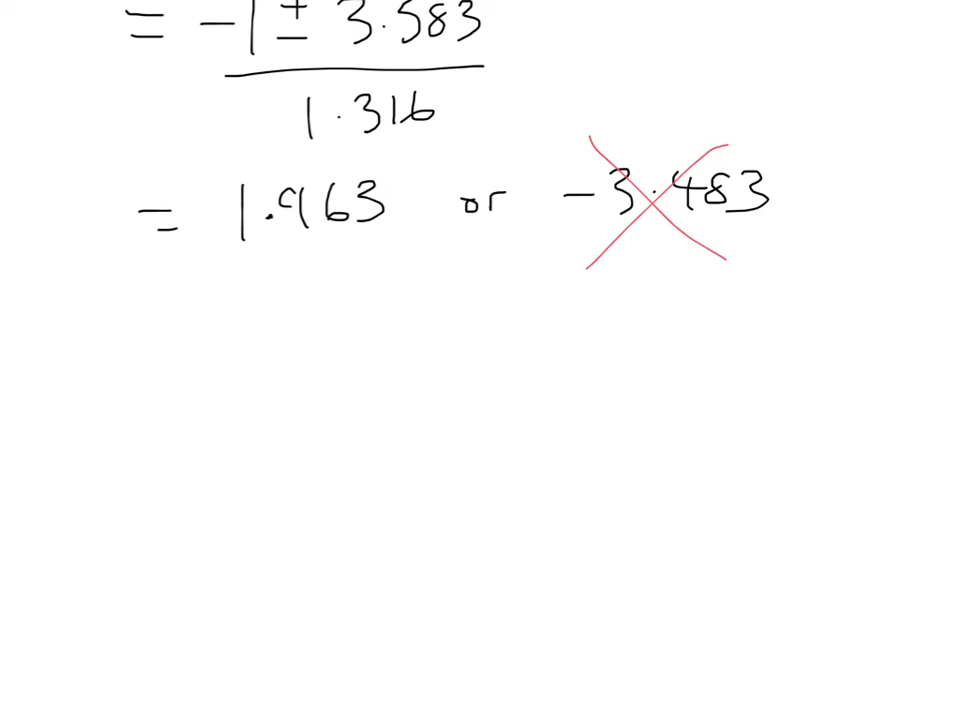 = -1 ± 3.583
1.316
= 1.963 or -3.483